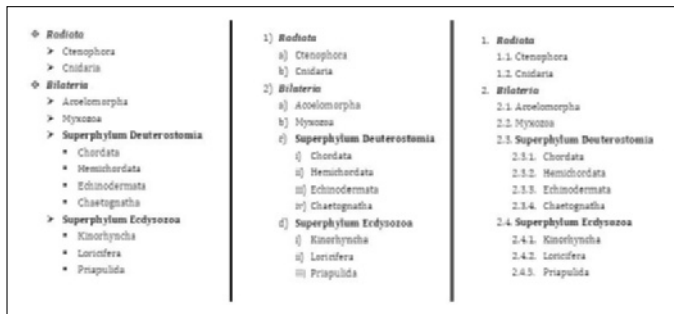 ❖ Radiata
➤ Ctenophora
➤ Cnidaria
❖ Bilateria
➤ Acoelomorpha
➤ Myxozoa
➤ Superphylum Deuterostomia
▪ Chordata
▪ Hemichordata
▪ Echinodermata
▪ Chaetognatha
➤ Superphylum Ecdysozoa
▪ Kinorhyncha
▪ Loricifera
▪ Priapulida
1) Radiata
a) Ctenophora
b) Cnidaria
2) Bilateria
a) Acoelomorpha
b) Myxozoa
c) Superphylum Deuterostomia
i) Chordata
ii) Hemichordata
iii) Echinodermata
iv) Chaetognatha
d) Superphylum Ecdysozoa
i) Kinorhyncha
ii) Loricifera
iii) Priapulida
1. Radiata
1.1. Ctenophora
1.2. Cnidaria
2. Bilateria
2.1. Acoelomorpha
2.2. Myxozoa
2.3. Superphylum Deuterostomia
2.3.1. Chordata
2.3.2. Hemichordata
2.3.3. Echinodermata
2.3.4. Chaetognatha
2.4. Superphylum Ecdysozoa
2.4.1. Kinorhyncha
2.4.2. Loricifera
2.4.3. Priapulida